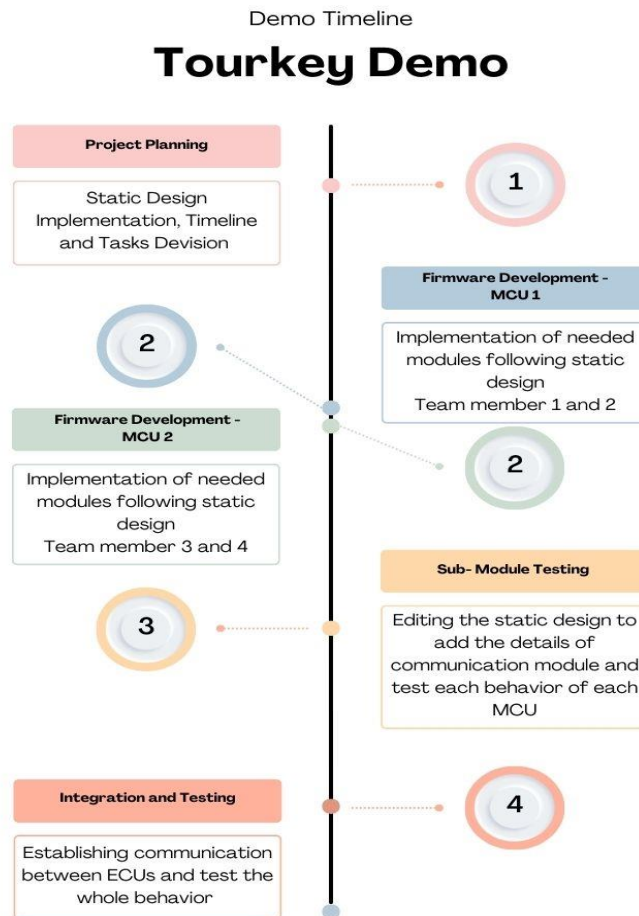 Demo Timeline
Tourkey Demo
Project Planning
Static Design
Implementation, Timeline
and Tasks Devision
1
Firmware Development -
MCU 1
Implementation of needed
modules following static
design
Team member 1 and 2
2
Firmware Development -
MCU 2
Implementation of needed
modules following static
design
Team member 3 and 4
2
Sub- Module Testing
Editing the static design to
add the details of
communication module and
test each behavior of each
MCU
3
Integration and Testing
Establishing communication
between ECUs and test the
whole behavior
4